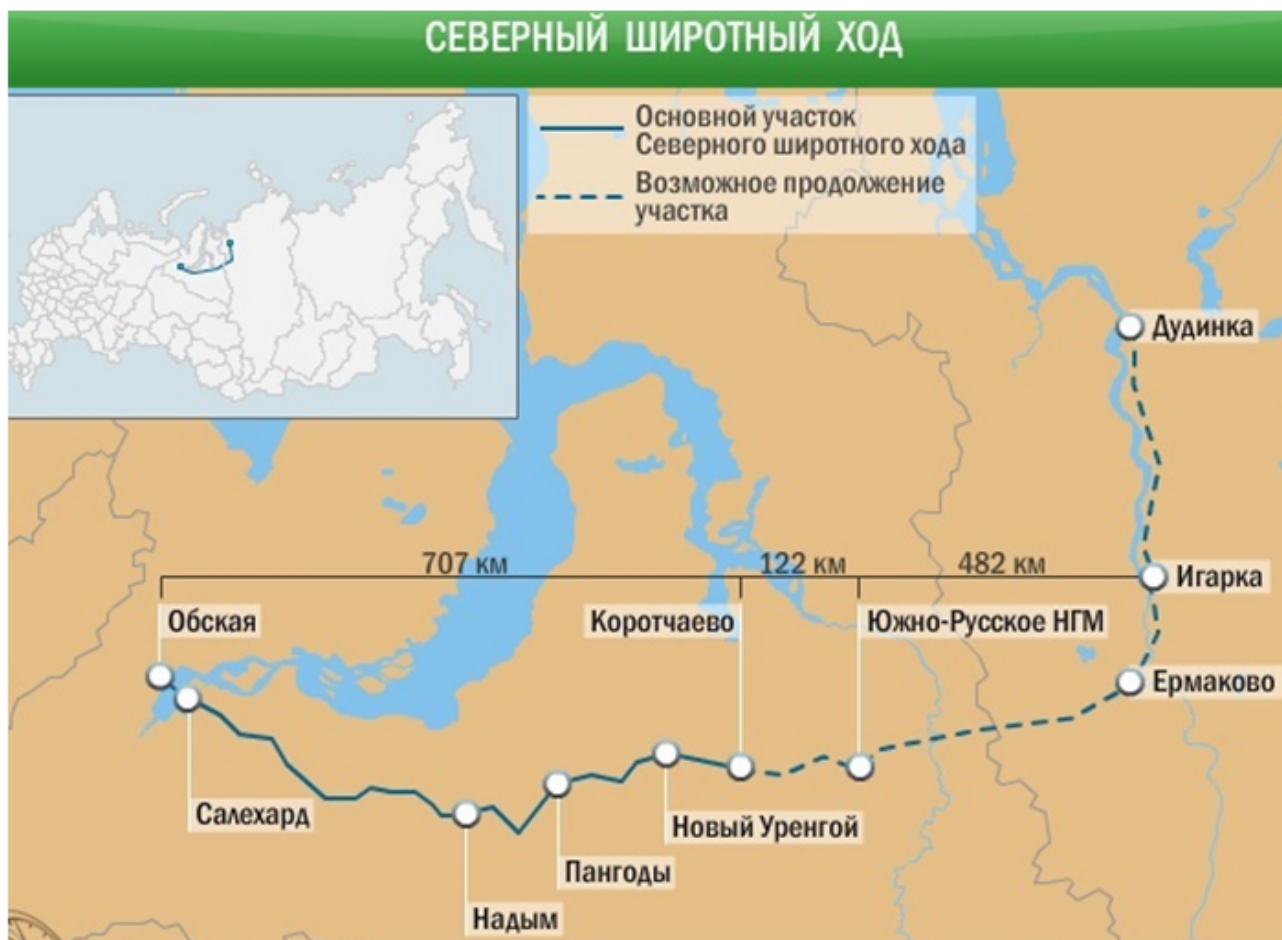 СЕВЕРНЫЙ ШИРОТНЫЙ ХОД
Основной участок
Северного широтного хода
Возможное продолжение
участка
Дудинка
707 км
122 км
482 км
Игарка
Обская
Коротчаево
Южно-Русское НГМ
Ермаково
Салехард
Новый Уренгой
Пангоды
Надым